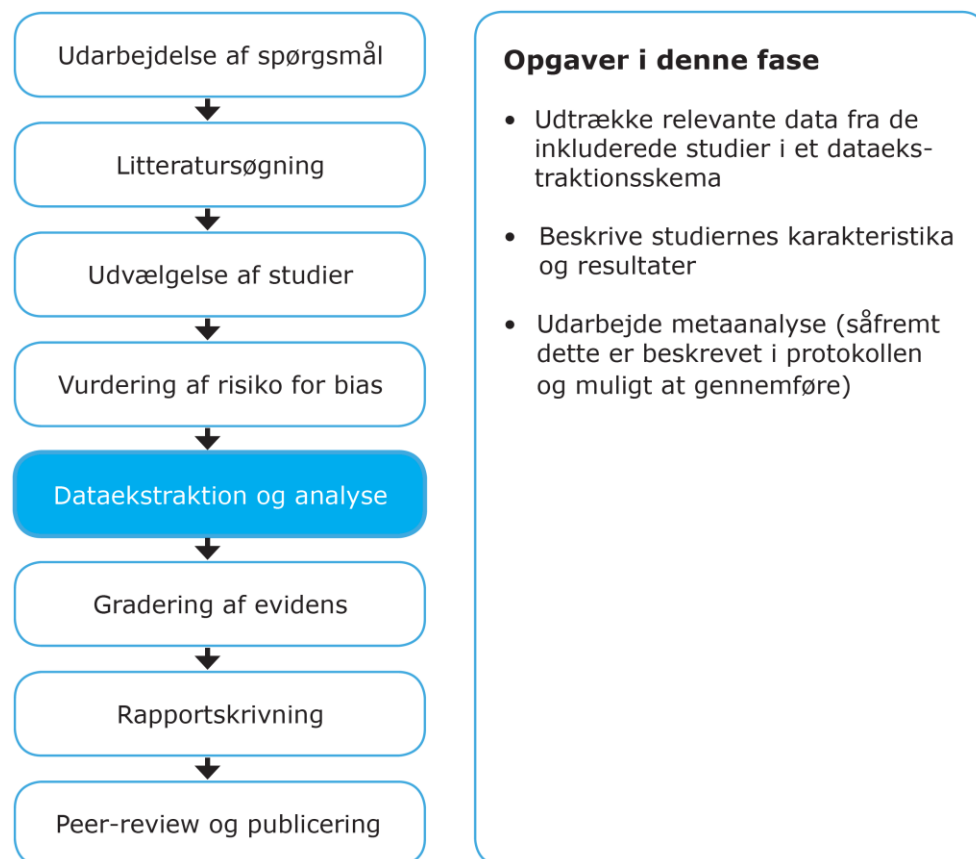 Udarbejdelse af spørgsmål
Litteratursøgning
Udvælgelse af studier
Vurdering af risiko for bias
Dataekstraktion og analyse
Gradering af evidens
Rapportskrivning
Peer-review og publicering
Opgaver i denne fase
• Udtrække relevante data fra de
inkluderede studier i et dataeks-
traktionsskema
• Beskrive studiernes karakteristika
og resultater
• Udarbejde metaanalyse (såfremt
dette er beskrevet i protokollen
og muligt at gennemføre)